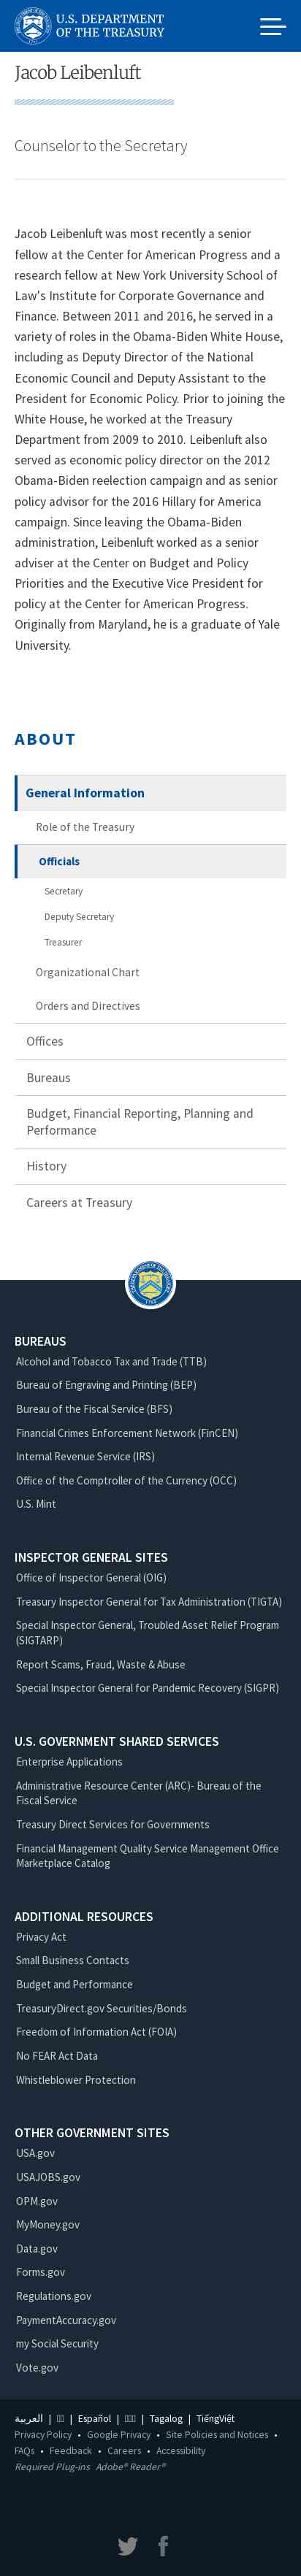 U.S. DEPARTMENT
OF THE TREASURY
Jacob Leibenluft
Counselor to the Secretary
Jacob Leibenluft was most recently a senior
fellow at the Center for American Progress and a
research fellow at New York University School of
Law's Institute for Corporate Governance and
Finance. Between 2011 and 2016, he served in a
variety of roles in the Obama-Biden White House,
including as Deputy Director of the National
Economic Council and Deputy Assistant to the
President for Economic Policy. Prior to joining the
White House, he worked at the Treasury
Department from 2009 to 2010. Leibenluft also
served as economic policy director on the 2012
Obama-Biden reelection campaign and as senior
policy advisor for the 2016 Hillary for America
campaign. Since leaving the Obama-Biden
administration, Leibenluft worked as a senior
adviser at the Center on Budget and Policy
Priorities and the Executive Vice President for
policy at the Center for American Progress.
Originally from Maryland, he is a graduate of Yale
University.
ABOUT
General Information
Role of the Treasury
Officials
Secretary
Deputy Secretary
Treasurer
Organizational Chart
Orders and Directives
Offices
Bureaus
Budget, Financial Reporting, Planning and
Performance
History
Careers at Treasury
BUREAUS
Alcohol and Tobacco Tax and Trade (TTB)
Bureau of Engraving and Printing (BEP)
Bureau of the Fiscal Service (BFS)
Financial Crimes Enforcement Network (FinCEN)
Internal Revenue Service (IRS)
Office of the Comptroller of the Currency (OCC)
U.S. Mint
INSPECTOR GENERAL SITES
Office of Inspector General (OIG)
Treasury Inspector General for Tax Administration (TIGTA)
Special Inspector General, Troubled Asset Relief Program
(SIGTARP)
Report Scams, Fraud, Waste & Abuse
Special Inspector General for Pandemic Recovery (SIGPR)
U.S. GOVERNMENT SHARED SERVICES
Enterprise Applications
Administrative Resource Center (ARC)- Bureau of the
Fiscal Service
Treasury Direct Services for Governments
Financial Management Quality Service Management Office
Marketplace Catalog
ADDITIONAL RESOURCES
Privacy Act
Small Business Contacts
Budget and Performance
TreasuryDirect.gov Securities/Bonds
Freedom of Information Act (FOIA)
No FEAR Act Data
Whistleblower Protection
OTHER GOVERNMENT SITES
USA.gov
USAJOBS.gov
OPM.gov
MyMoney.gov
Data.gov
Forms.gov
Regulations.gov
PaymentAccuracy.gov
my Social Security
Vote.gov
العربية | | Español | | Tagalog | TiếngViệt
Privacy Policy • Google Privacy • Site Policies and Notices •
FAQs • Feedback • Careers • Accessibility
Required Plug-ins Adobe® Reader®